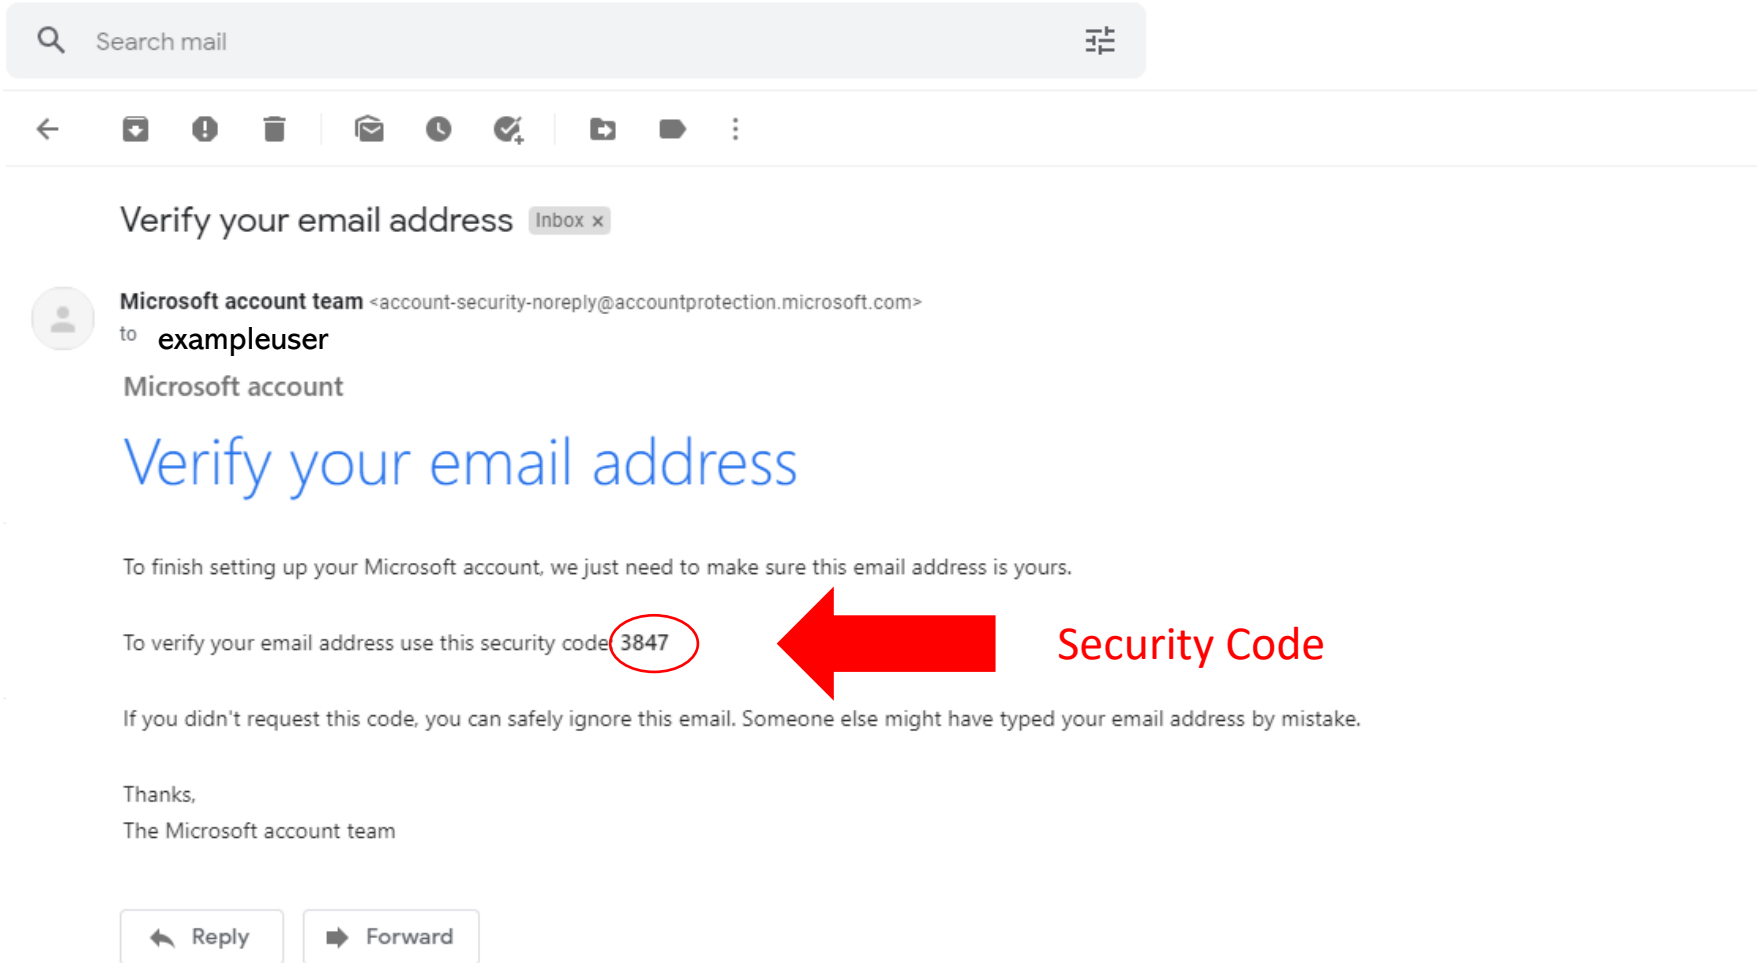 Search mail
Verify your email address Inbox x
Microsoft account team <account-security-noreply@accountprotection.microsoft.com>
to exampleuser
Microsoft account
Verify your email address
To finish setting up your Microsoft account, we just need to make sure this email address is yours.
To verify your email address use this security code 3847
Security Code
If you didn't request this code, you can safely ignore this email. Someone else might have typed your email address by mistake.
Thanks,
The Microsoft account team
Reply
Forward